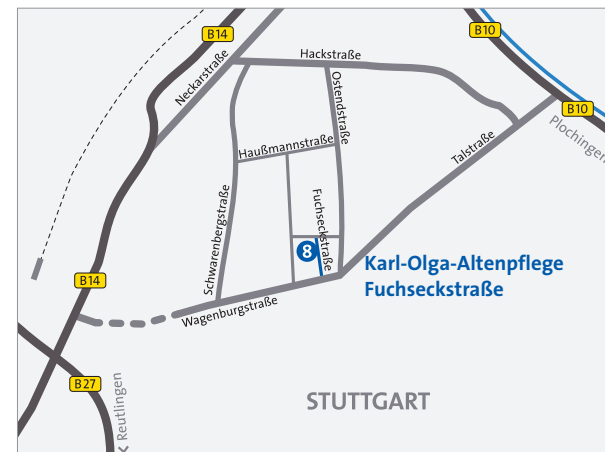 B14
B10
Neckarstraße
Hackstraße
Ostendstraße
B10
Plochingen
Haußmannstraße
Talstraße
Schwarenbergstraße
Fuchseckstraße
8
Karl-Olga-Altenpflege
Fuchseckstraße
B14
Wagenburgstraße
B27
Reutlingen
STUTTGART